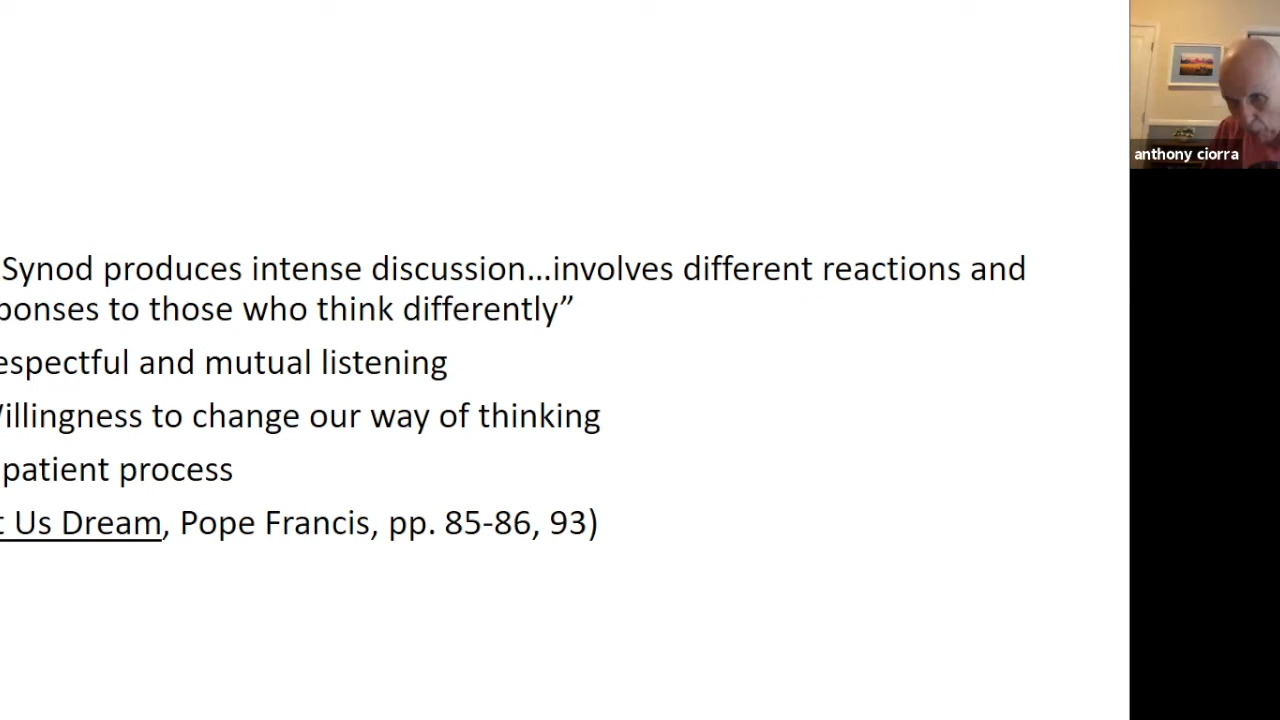 Synod produces intense discussion…involves different reactions and
ponses to those who think differently”
espectful and mutual listening
illingness to change our way of thinking
patient process
t Us Dream, Pope Francis, pp. 85-86, 93)
anthony ciorra